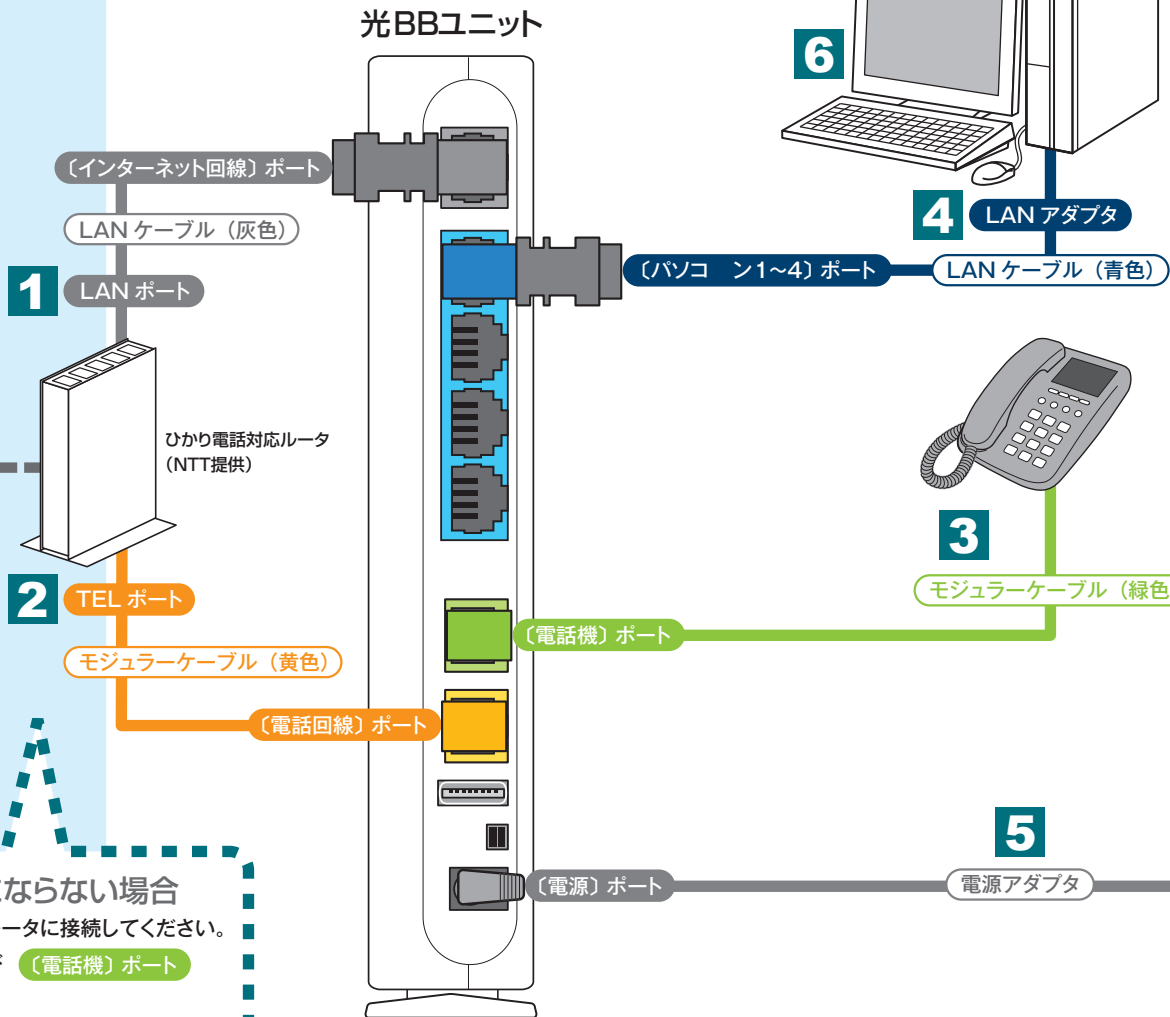 光BBユニット
6
〔インターネット回線〕ポート
LAN ケーブル（灰色）
1 LAN ポート
4 LAN アダプタ
〔パソコ　ン1～4〕ポート
LAN ケーブル（青色）
ひかり電話対応ルータ
（NTT提供）
3
モジュラーケーブル（緑色
2 TEL ポート
〔電話機〕ポート
モジュラーケーブル（黄色）
〔電話回線〕ポート
5
〔電源〕ポート
電源アダプタ
ならない場合
ータに接続してください。
〔電話機〕ポート